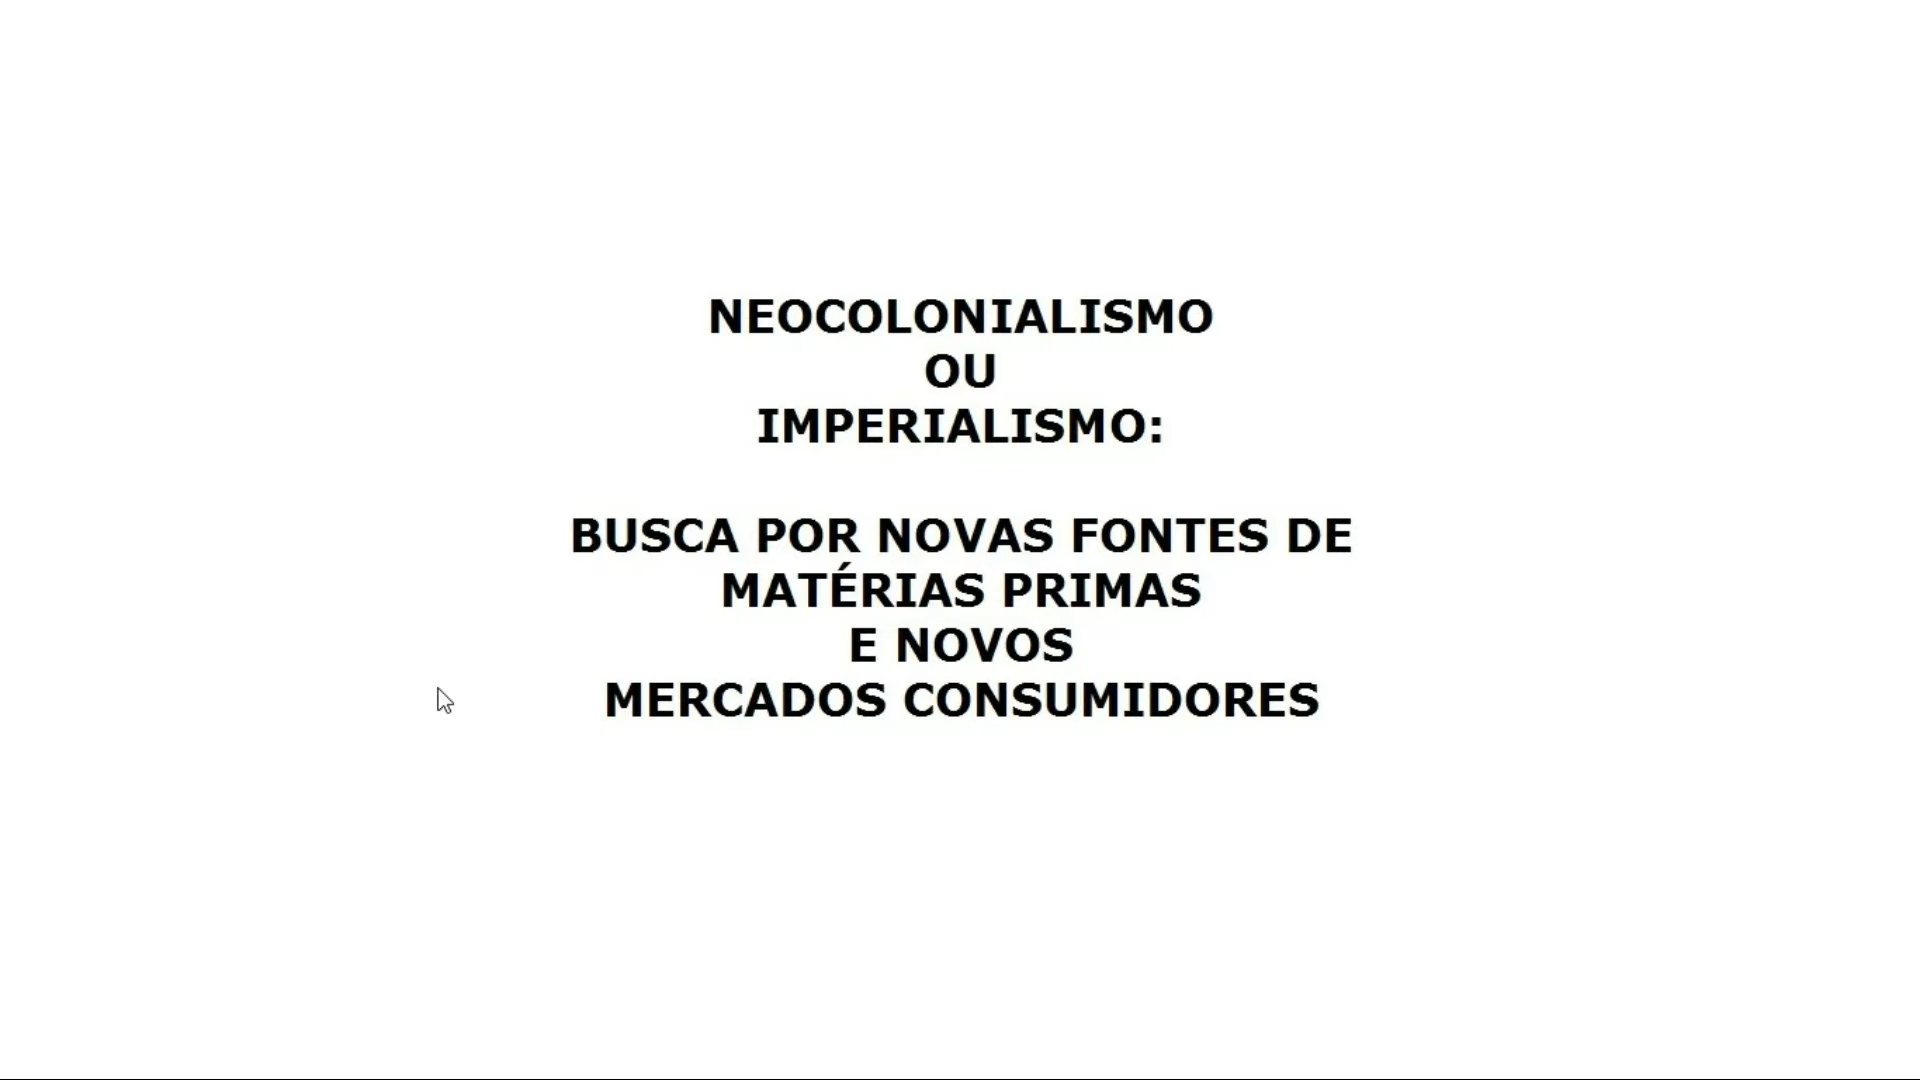 NEOCOLONIALISMO
OU
IMPERIALISMO:
BUSCA POR NOVAS FONTES DE
MATÉRIAS PRIMAS
E NOVOS
MERCADOS CONSUMIDORES